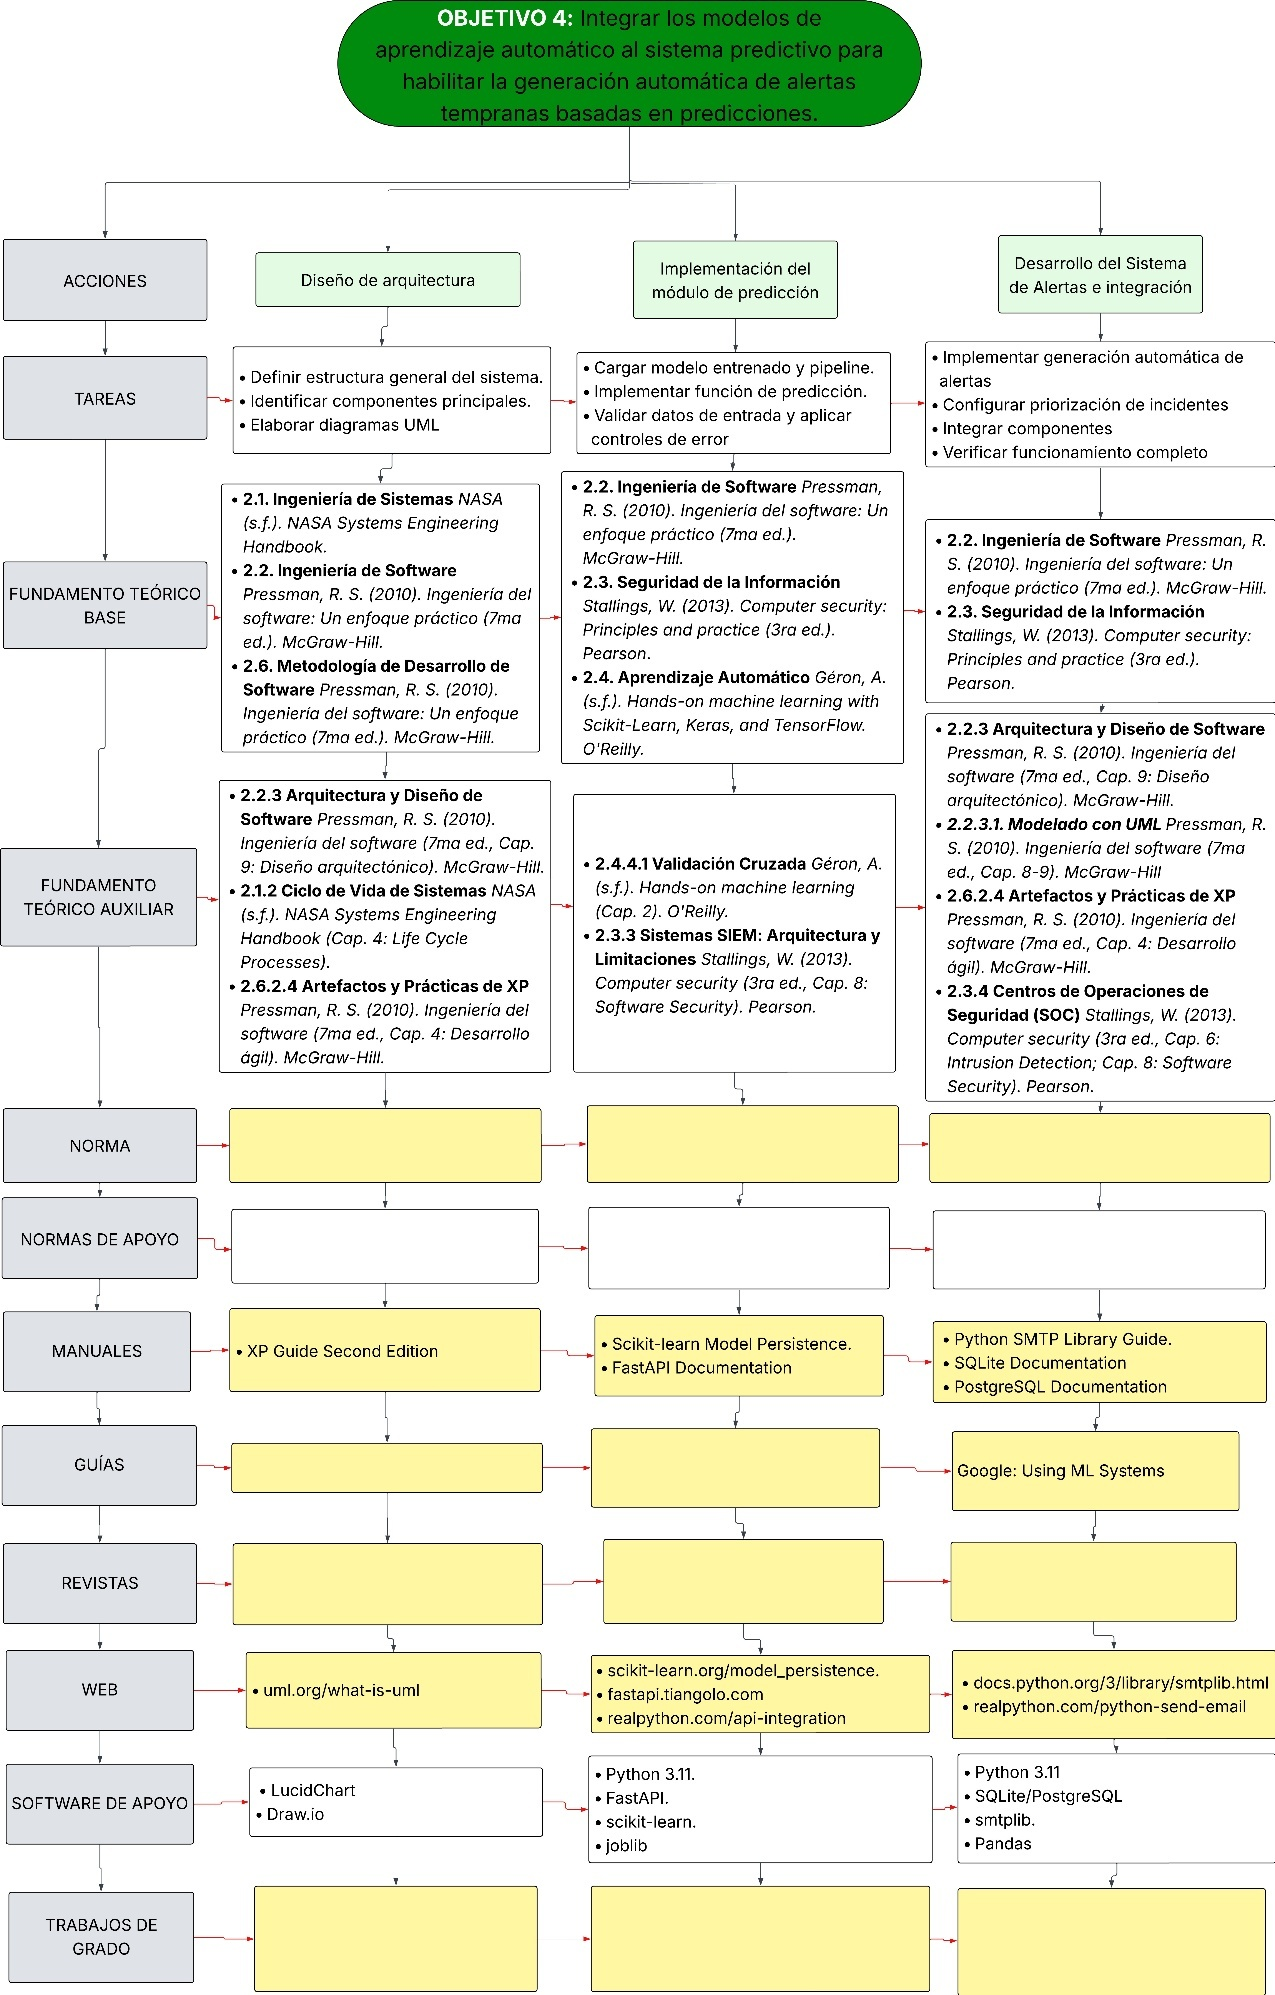 OBJETIVO 4: Integrar los modelos de
aprendizaje automático al sistema predictivo para
habilitar la generación automática de alertas
tempranas basadas en predicciones.
ACCIONES
Diseño de arquitectura
Implementación del
módulo de predicción
Desarrollo del Sistema
de Alertas e integración
TAREAS
• Definir estructura general del sistema.
• Identificar componentes principales.
• Elaborar diagramas UML
• Cargar modelo entrenado y pipeline.
• Implementar función de predicción.
• Validar datos de entrada y aplicar
controles de error
• Implementar generación automática de
alertas
• Configurar priorización de incidentes
• Integrar componentes
• Verificar funcionamiento completo
FUNDAMENTO TEÓRICO
BASE
• 2.1. Ingeniería de Sistemas NASA
(s.f.). NASA Systems Engineering
Handbook.
• 2.2. Ingeniería de Software
Pressman, R. S. (2010). Ingeniería del
software: Un enfoque práctico (7ma
ed.). McGraw-Hill.
• 2.6. Metodología de Desarrollo de
Software Pressman, R. S. (2010).
Ingeniería del software: Un enfoque
práctico (7ma ed.). McGraw-Hill.
• 2.2. Ingeniería de Software Pressman,
R. S. (2010). Ingeniería del software: Un
enfoque práctico (7ma ed.).
McGraw-Hill.
• 2.3. Seguridad de la Información
Stallings, W. (2013). Computer security:
Principles and practice (3ra ed.).
Pearson.
• 2.4. Aprendizaje Automático Géron, A.
(s.f.). Hands-on machine learning with
Scikit-Learn, Keras, and TensorFlow.
O'Reilly.
• 2.2. Ingeniería de Software Pressman, R.
S. (2010). Ingeniería del software: Un
enfoque práctico (7ma ed.). McGraw-Hill.
• 2.3. Seguridad de la Información
Stallings, W. (2013). Computer security:
Principles and practice (3ra ed.).
Pearson.
FUNDAMENTO
TEÓRICO AUXILIAR
• 2.2.3 Arquitectura y Diseño de
Software Pressman, R. S. (2010).
Ingeniería del software (7ma ed., Cap.
9: Diseño arquitectónico). McGraw-Hill.
• 2.1.2 Ciclo de Vida de Sistemas NASA
(s.f.). NASA Systems Engineering
Handbook (Cap. 4: Life Cycle
Processes).
• 2.6.2.4 Artefactos y Prácticas de XP
Pressman, R. S. (2010). Ingeniería del
software (7ma ed., Cap. 4: Desarrollo
ágil). McGraw-Hill.
• 2.4.4.1 Validación Cruzada Géron, A.
(s.f.). Hands-on machine learning
(Cap. 2). O'Reilly.
• 2.3.3 Sistemas SIEM: Arquitectura y
Limitaciones Stallings, W. (2013).
Computer security (3ra ed., Cap. 8:
Software Security). Pearson.
• 2.2.3 Arquitectura y Diseño de Software
Pressman, R. S. (2010). Ingeniería del
software (7ma ed., Cap. 9: Diseño
arquitectónico). McGraw-Hill.
• 2.2.3.1. Modelado con UML Pressman, R.
S. (2010). Ingeniería del software (7ma
ed., Cap. 8-9). McGraw-Hill
• 2.6.2.4 Artefactos y Prácticas de XP
Pressman, R. S. (2010). Ingeniería del
software (7ma ed., Cap. 4: Desarrollo
ágil). McGraw-Hill.
• 2.3.4 Centros de Operaciones de
Seguridad (SOC) Stallings, W. (2013).
Computer security (3ra ed., Cap. 6:
Intrusion Detection; Cap. 8: Software
Security). Pearson.
NORMA
NORMAS DE APOYO
MANUALES
• XP Guide Second Edition
• Scikit-learn Model Persistence.
• FastAPI Documentation
• Python SMTP Library Guide.
• SQLite Documentation
• PostgreSQL Documentation
GUÍAS
Google: Using ML Systems
REVISTAS
WEB
• uml.org/what-is-uml
• scikit-learn.org/model_persistence.
• fastapi.tiangolo.com
• realpython.com/api-integration
• docs.python.org/3/library/smtplib.html
• realpython.com/python-send-email
SOFTWARE DE APOYO
• LucidChart
• Draw.io
• Python 3.11.
• FastAPI.
• scikit-learn.
• joblib
• Python 3.11
• SQLite/PostgreSQL
• smtplib.
• Pandas
TRABAJOS DE
GRADO